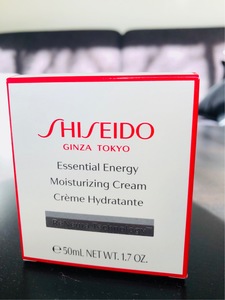 SHISEIDO
GINZA TOKYO
Essential Energy
Moisturizing Cream
Crème Hydratante
℮50mL NET WT. 1.7 OZ.